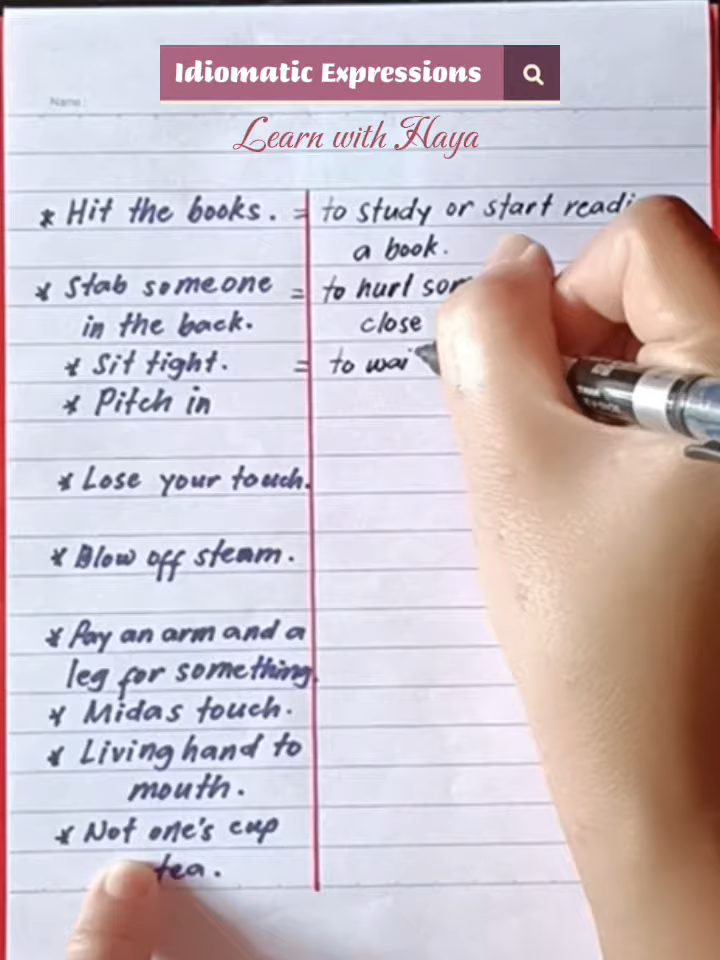 Idiomatic Expressions
Learn with Haya
Name:
* Hit the books. = to study or start readi
a book.
* Stab someone = to hurt
in the back. close
* Sit tight. = to wai
* Pitch in
* Lose your touch.
* Blow off steam.
* Pay an arm and a
leg for something.
* Midas touch.
* Living hand to
mouth.
* Not one's cup
tea.